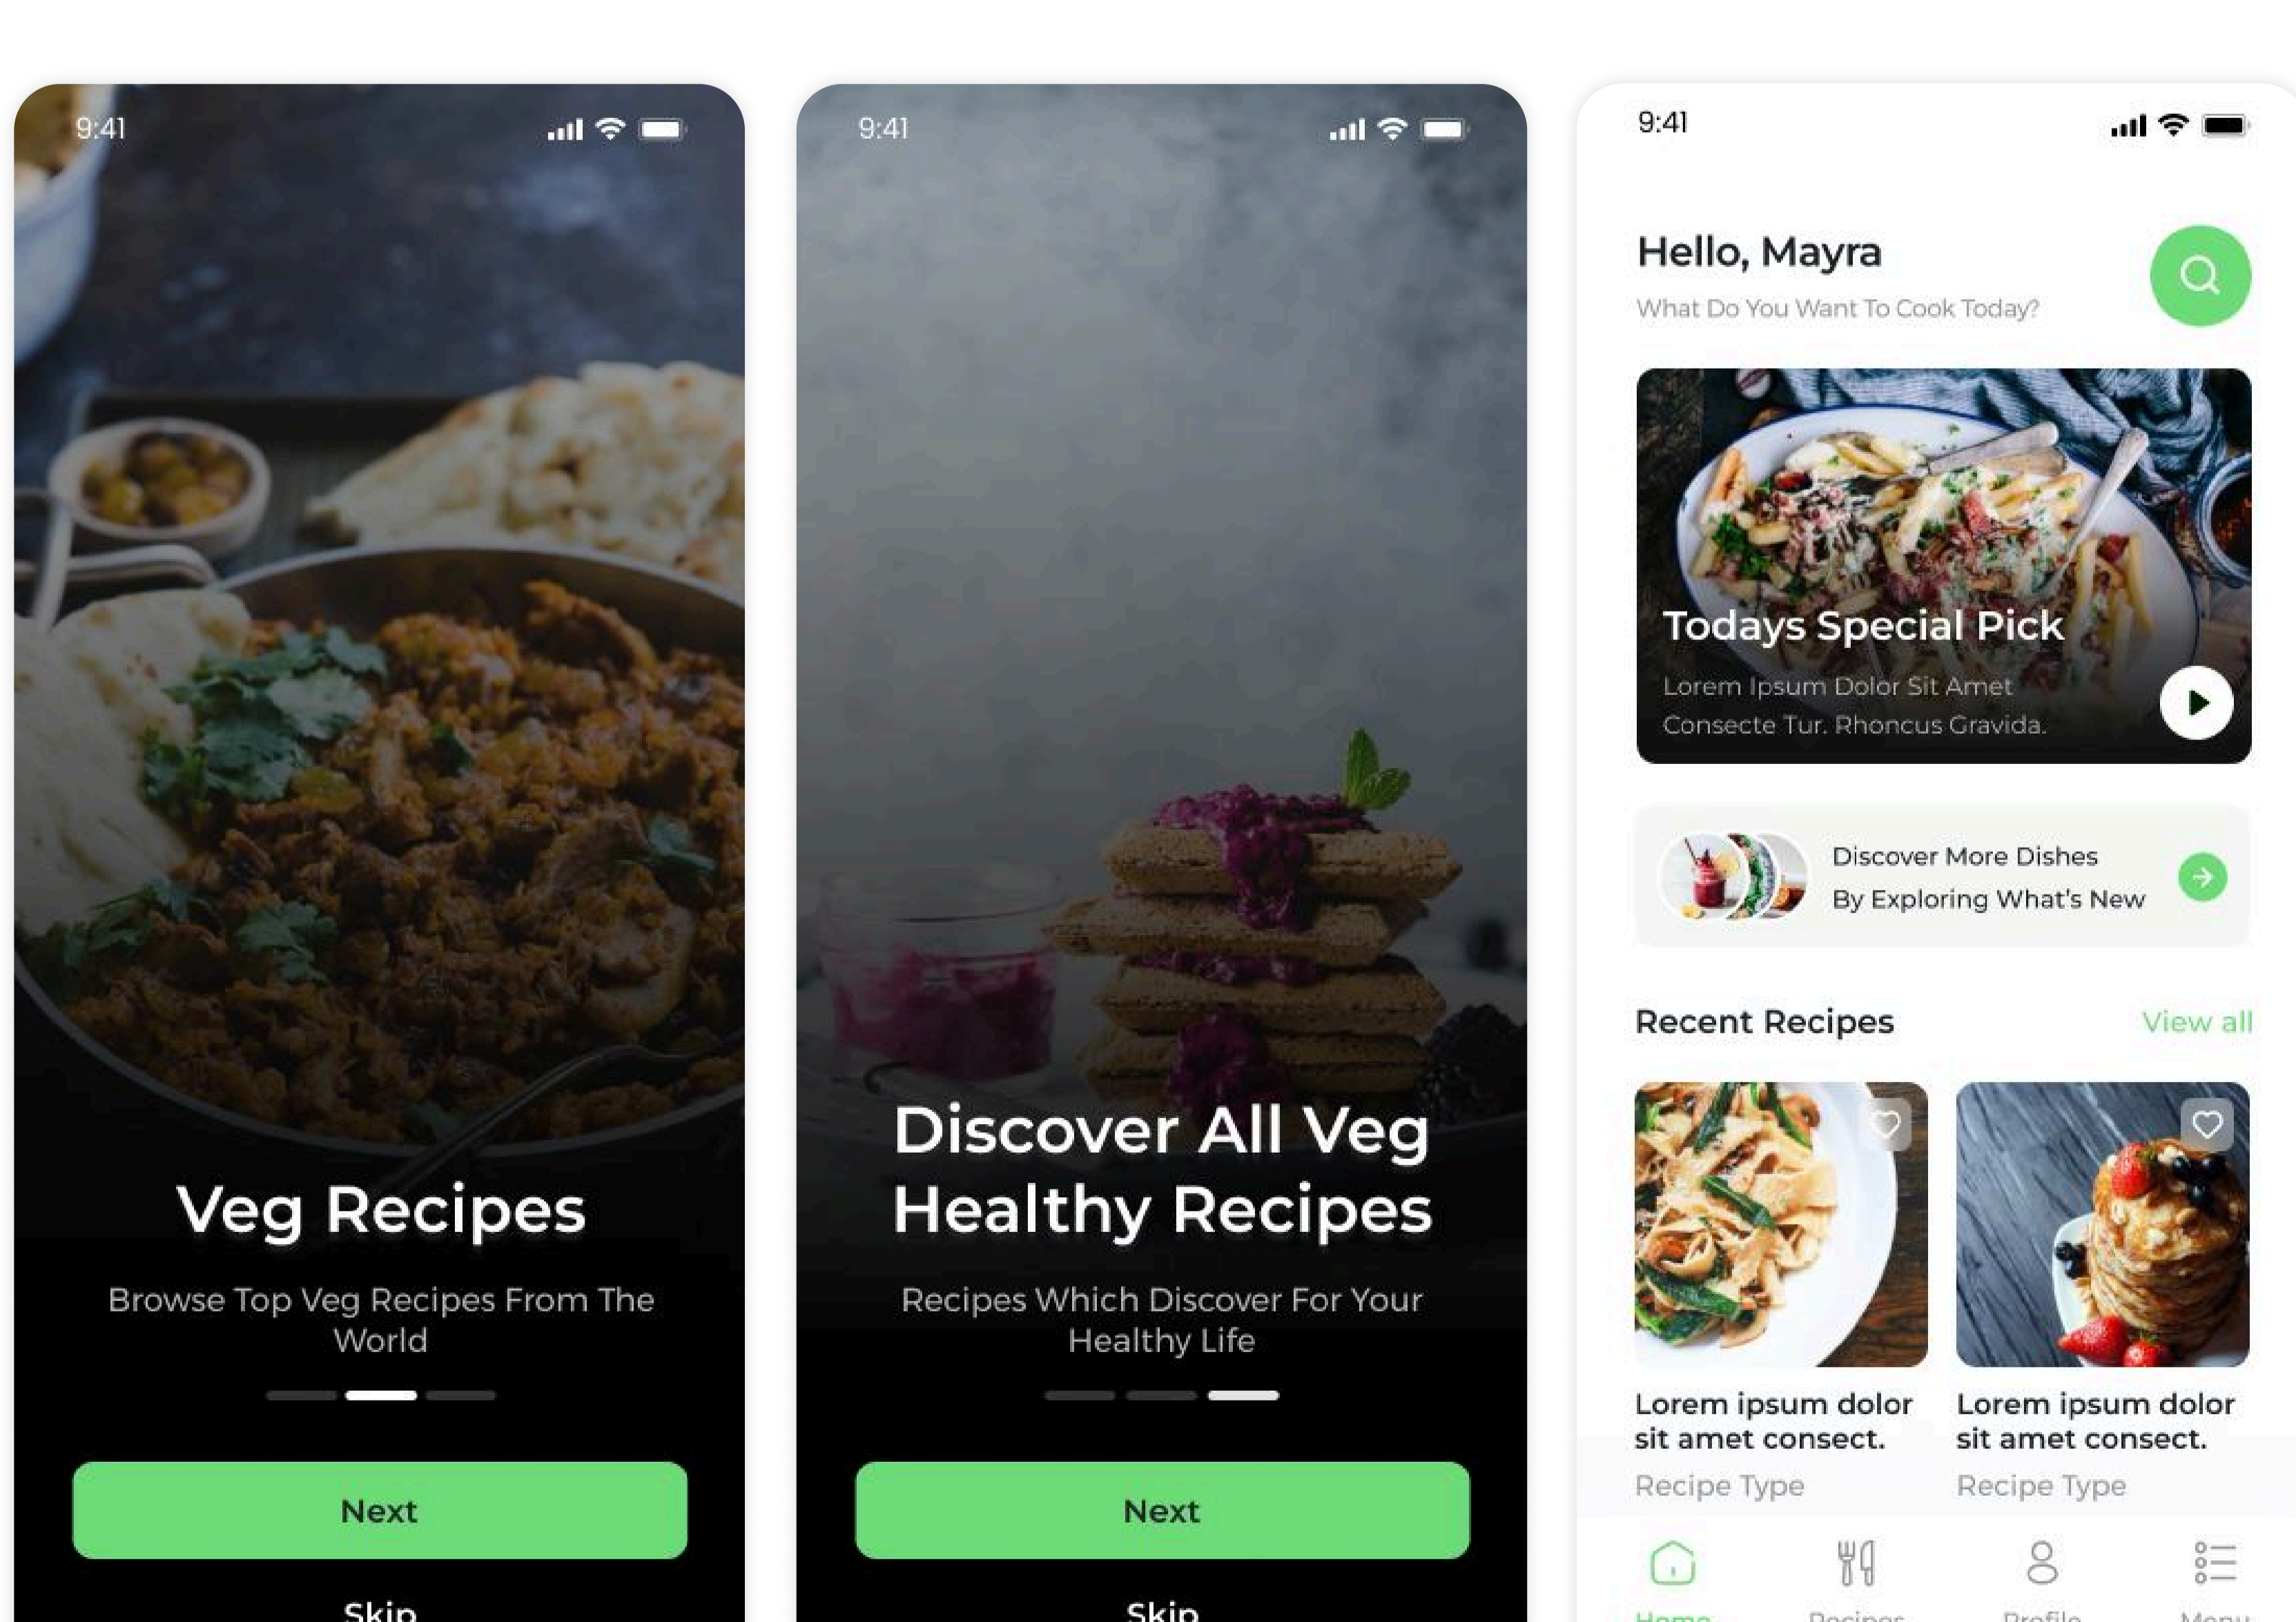 9:41
Veg Recipes
Browse Top Veg Recipes From The
World
Next
Skip
9:41
Discover All Veg
Healthy Recipes
Recipes Which Discover For Your
Healthy Life
Next
Skip
9:41
Hello, Mayra
What Do You Want To Cook Today?
Todays Special Pick
Lorem Ipsum Dolor Sit Amet
Consecte Tur. Rhoncus Gravida.
Discover More Dishes
By Exploring What's New
Recent Recipes View all
Lorem ipsum dolor
sit amet consect.
Recipe Type
Lorem ipsum dolor
sit amet consect.
Recipe Type
Home Recipes Profile Menu